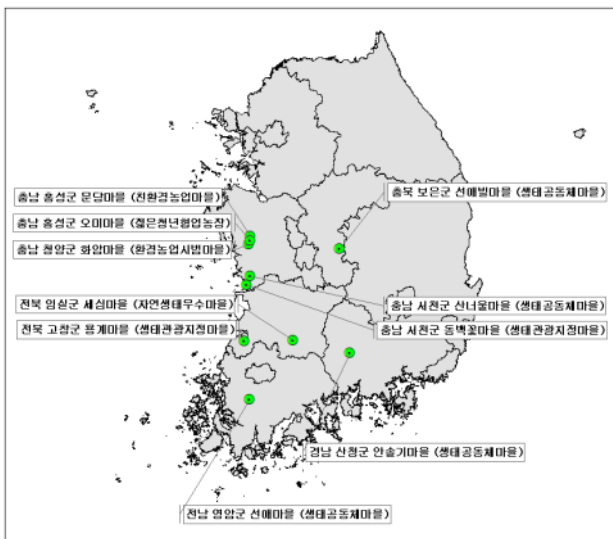 충남 홍성군 문당마을 (친환경농업마을)
충남 홍성군 오미마을 (젊은청년협업농장)
충남 청양군 화암마을 (환경농업시범마을)
충북 보은군 선애빌마을 (생태공동체마을)
전북 임실군 세심마을 (자연생태우수마을)
전북 고창군 용계마을 (생태관광지정마을)
충남 서천군 산너울마을 (생태공동체마을)
충남 서천군 동백꽃마을 (생태관광지정마을)
경남 산청군 안솔기마을 (생태공동체마을)
전남 영암군 선애마을 (생태공동체마을)